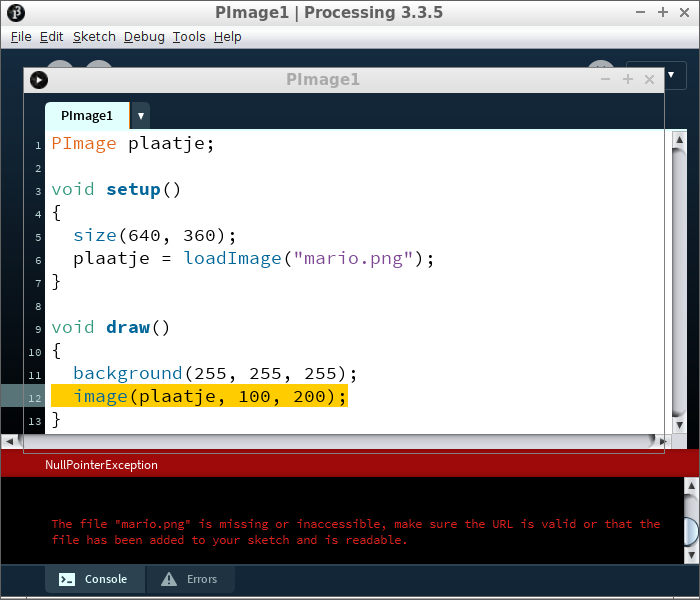 PImage1 | Processing 3.3.5
File Edit Sketch Debug Tools Help
PImage1
PImage1
1 PImage plaatje;
2
3 void setup()
4 {
5 size(640, 360);
6 plaatje = loadImage("mario.png");
7 }
8
9 void draw()
10 {
11 background(255, 255, 255);
12 image(plaatje, 100, 200);
13 }
NullPointerException
The file "mario.png" is missing or inaccessible, make sure the URL is valid or that the
file has been added to your sketch and is readable.
Console Errors